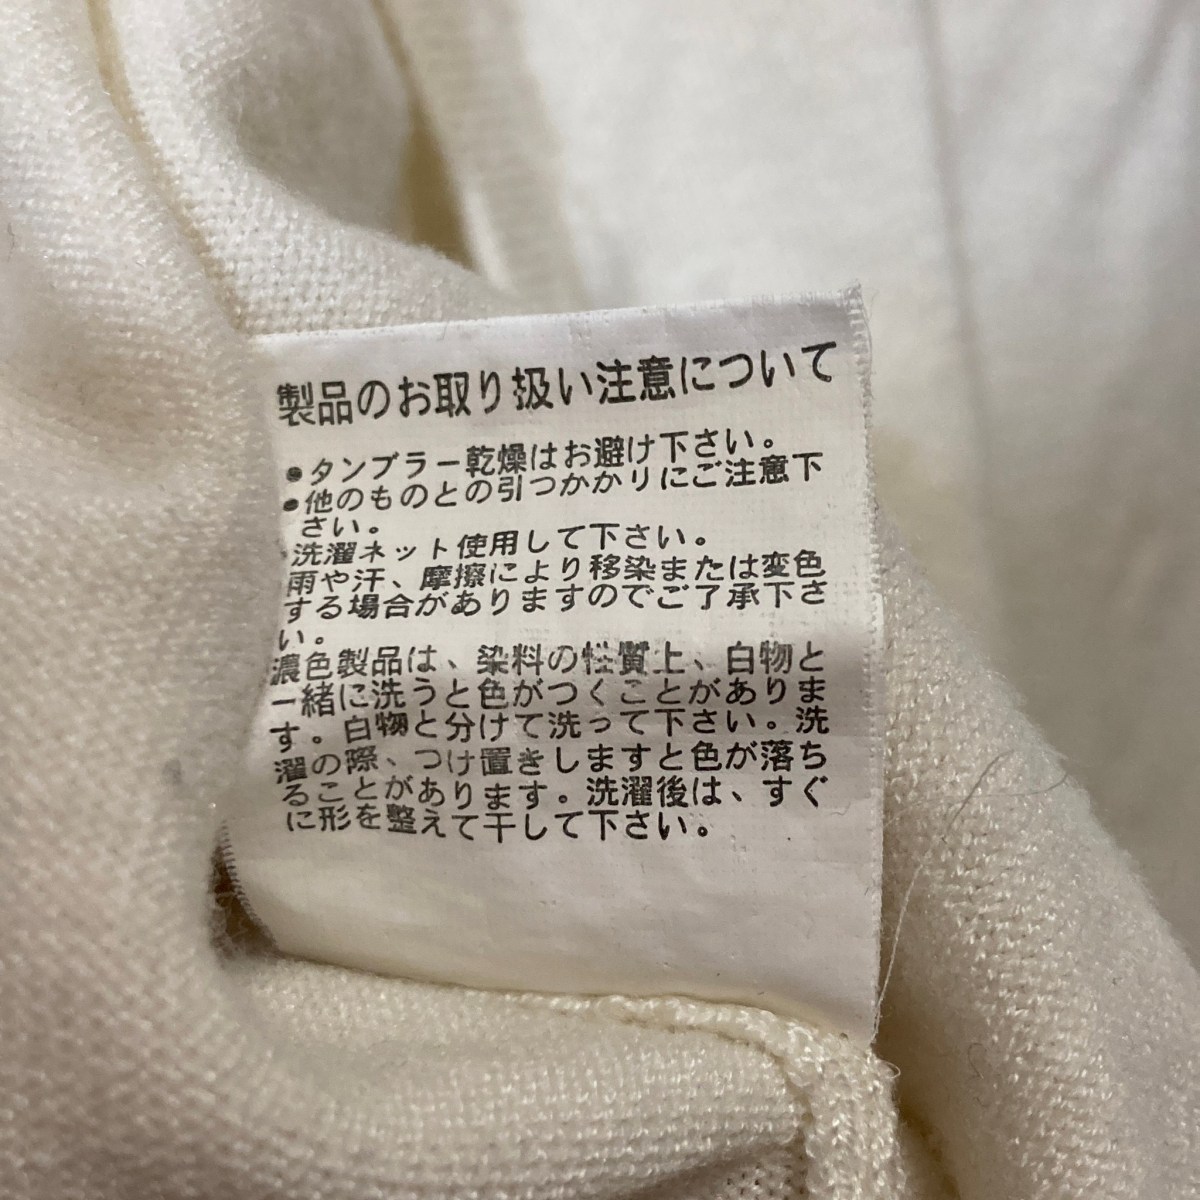 製品のお取り扱い注意について
●タンブラー乾燥はお避け下さい。
●他のものとの引つかかりにご注意下
さい。
・洗濯ネット使用して下さい。
雨や汗、摩擦により移染または変色
する場合がありますのでご了承下さ
い。
濃色製品は、染料の性質上、白物と
一緒に洗うと色がつくことがありま
す。白物と分けて洗って下さい。洗
濯の際、つけ置きしますと色が落ち
ることがあります。洗濯後は、すぐ
に形を整えて干して下さい。